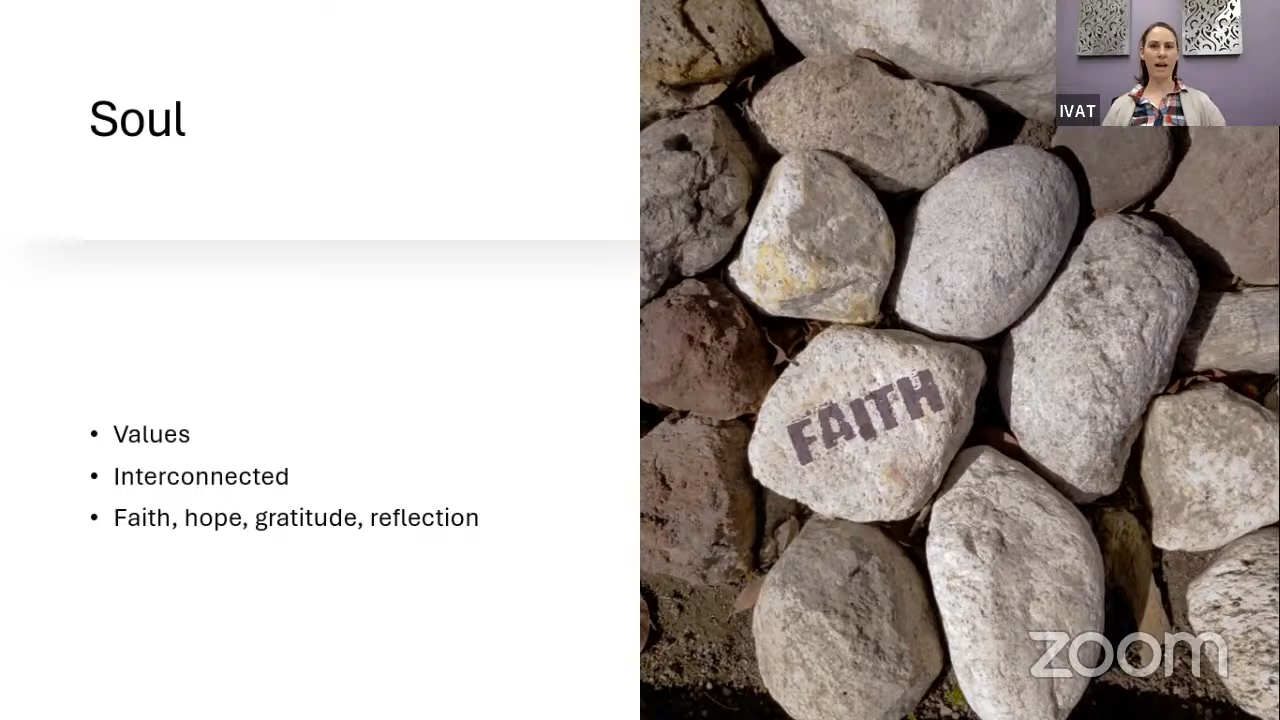 Soul
• Values
• Interconnected
• Faith, hope, gratitude, reflection
IVAT
FAITH
zoom